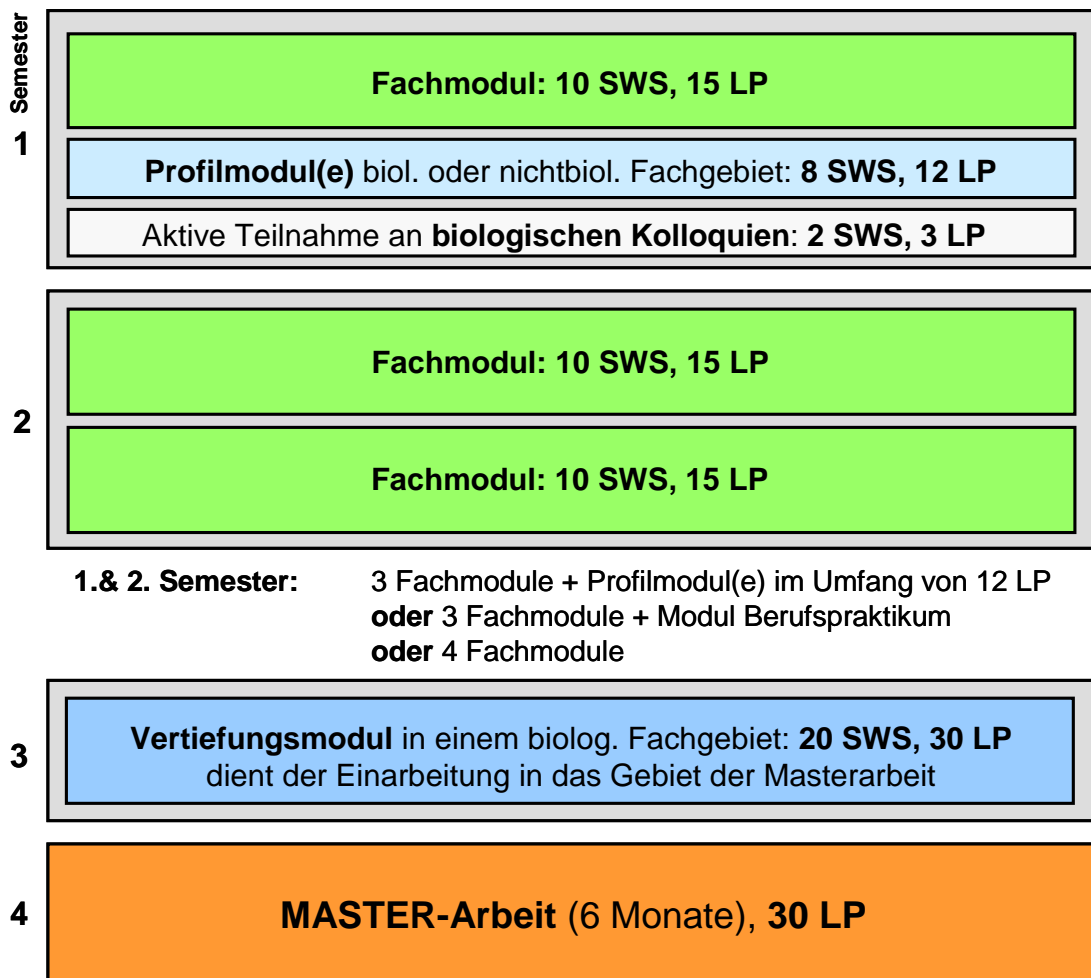 Semester
1
Fachmodul: 10 SWS, 15 LP
Profilmodul(e) biol. oder nichtbiol. Fachgebiet: 8 SWS, 12 LP
Aktive Teilnahme an biologischen Kolloquien: 2 SWS, 3 LP
2
Fachmodul: 10 SWS, 15 LP
Fachmodul: 10 SWS, 15 LP
1.& 2. Semester: 3 Fachmodule + Profilmodul(e) im Umfang von 12 LP
oder 3 Fachmodule + Modul Berufspraktikum
oder 4 Fachmodule
3
Vertiefungsmodul in einem biolog. Fachgebiet: 20 SWS, 30 LP
dient der Einarbeitung in das Gebiet der Masterarbeit
4
MASTER-Arbeit (6 Monate), 30 LP